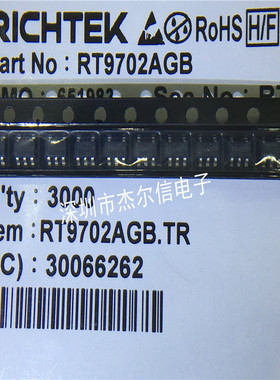 RICHTEK RoHS H/F
art No : RT9702AGB
651982
深圳市杰尔信电子
'ty : 3000
em :RT9702AGB.TR
C) : 30066262